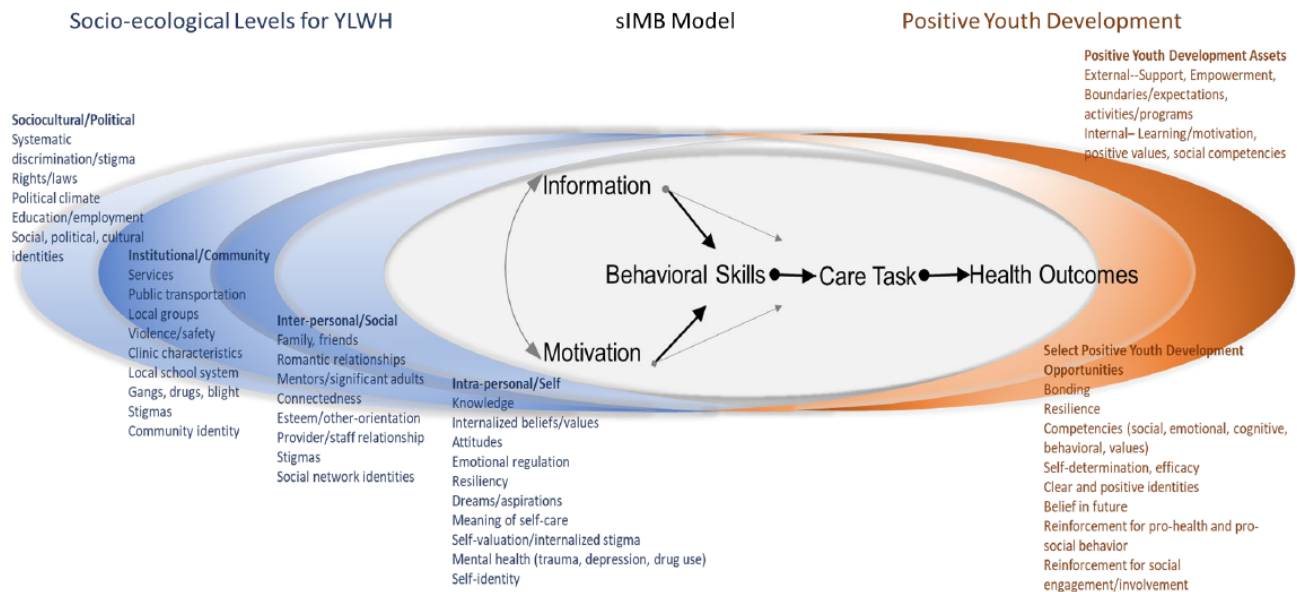 Socio-ecological Levels for YLWH
sIMB Model
Positive Youth Development
Sociocultural/Political
Systematic
discrimination/stigma
Rights/laws
Political climate
Education/employment
Social, political, cultural
identities
Institutional/Community
Services
Public transportation
Local groups
Violence/safety
Clinic characteristics
Local school system
Gangs, drugs, blight
Stigmas
Community identity
Inter-personal/Social
Family, friends
Romantic relationships
Mentors/significant adults
Connectedness
Esteem/other-orientation
Provider/staff relationship
Stigmas
Social network identities
Intra-personal/Self
Knowledge
Internalized beliefs/values
Attitudes
Emotional regulation
Resiliency
Dreams/aspirations
Meaning of self-care
Self-valuation/internalized stigma
Mental health (trauma, depression, drug use)
Self-identity
Information
Behavioral Skills
Care Task
Health Outcomes
Motivation
Positive Youth Development Assets
External--Support, Empowerment,
Boundaries/expectations,
activities/programs
Internal– Learning/motivation,
positive values, social competencies
Select Positive Youth Development
Opportunities
Bonding
Resilience
Competencies (social, emotional, cognitive,
behavioral, values)
Self-determination, efficacy
Clear and positive identities
Belief in future
Reinforcement for pro-health and pro-
social behavior
Reinforcement for social
engagement/involvement